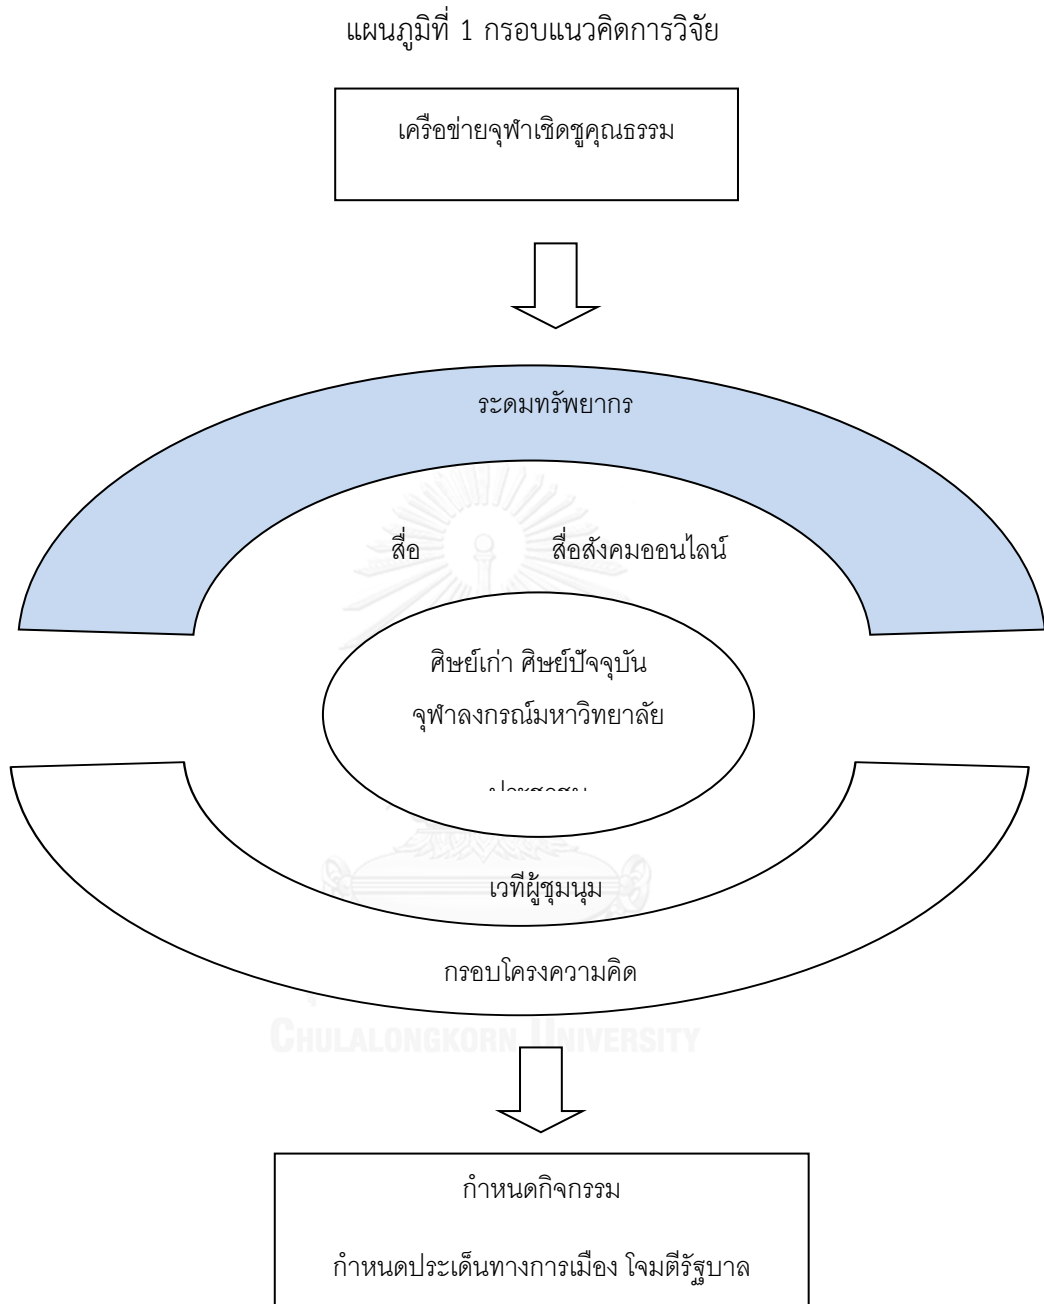 แผนภูมิที่ 1 กรอบแนวคิดการวิจัย
เครือข่ายจุฬาเชิดชูคุณธรรม
ระดมทรัพยากร
สื่อ สื่อสังคมออนไลน์
ศิษย์เก่า ศิษย์ปัจจุบัน
จุฬาลงกรณ์มหาวิทยาลัย
เวทีผู้ชุมนุม
กรอบโครงความคิด
CHULALONGKORN UNIVERSITY
กำหนดกิจกรรม
กำหนดประเด็นทางการเมือง โจมตีรัฐบาล